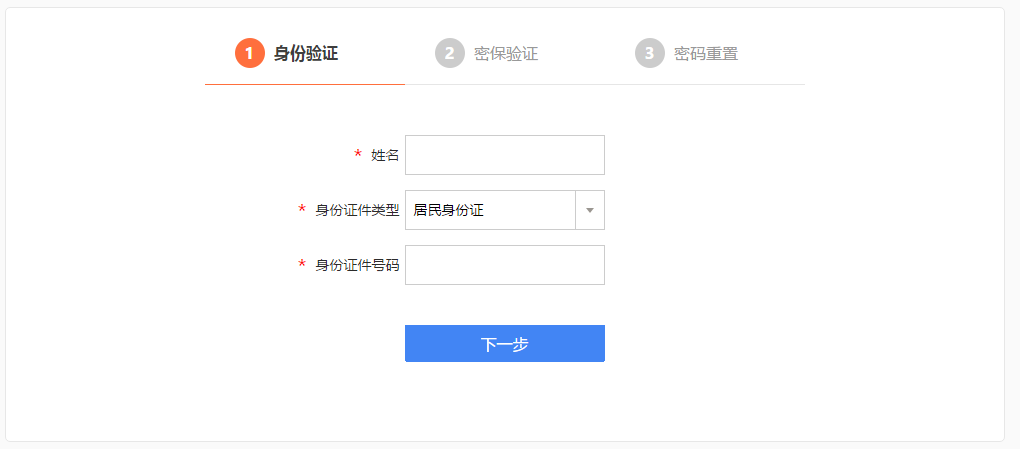 1 身份验证 2 密保验证 3 密码重置
* 姓名
* 身份证件类型 居民身份证
* 身份证件号码
下一步